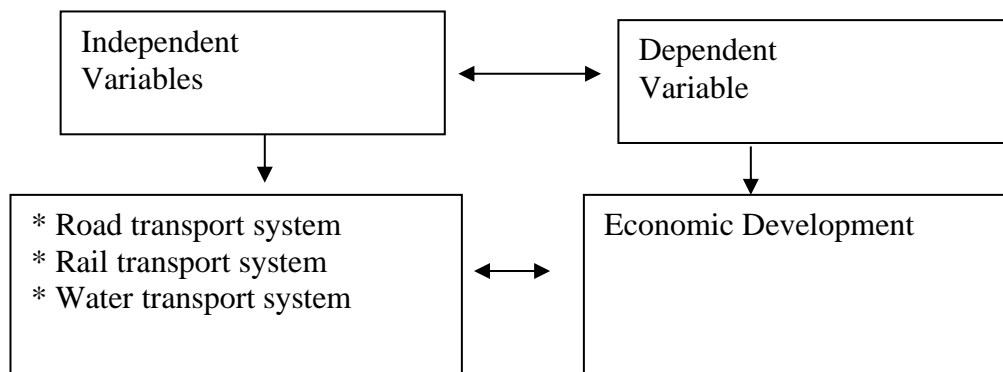 Independent
Variables
Dependent
Variable
* Road transport system
* Rail transport system
* Water transport system
Economic Development